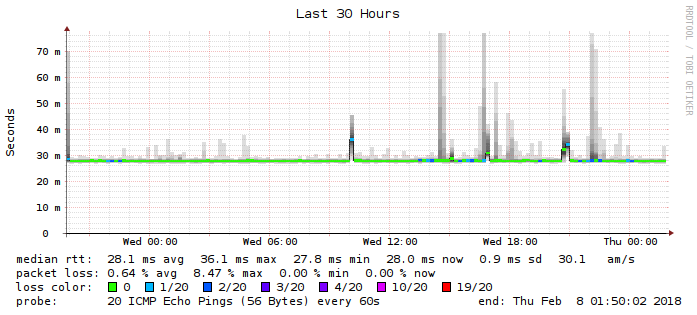 Last 30 Hours
RRDTOOL / TOBI OETIKER
Seconds
70 m
60 m
50 m
40 m
30 m
20 m
10 m
0
Wed 00:00 Wed 06:00 Wed 12:00 Wed 18:00 Thu 00:00
median rtt: 28.1 ms avg 36.1 ms max 27.8 ms min 28.0 ms now 0.9 ms sd 30.1 am/s
packet loss: 0.64 % avg 8.47 % max 0.00 % min 0.00 % now
loss color: 0 1/20 2/20 3/20 4/20 10/20 19/20
probe: 20 ICMP Echo Pings (56 Bytes) every 60s end: Thu Feb 8 01:50:02 2018